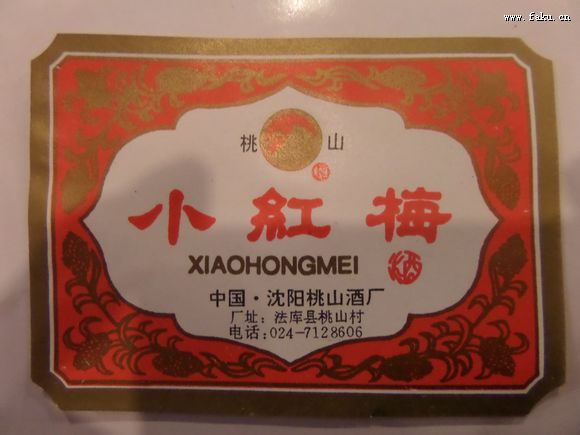 www.faku.cn
桃 山
小紅梅
XIAOHONGMEI
酒
中国·沈阳桃山酒厂
厂址:法库县桃山村
电话:024-7128606